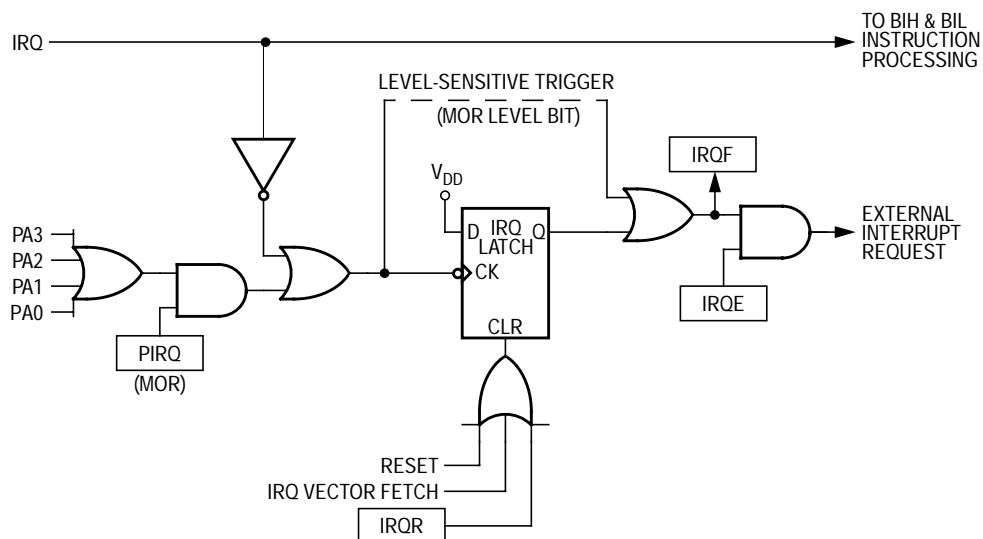 IRQ
TO BIH & BIL
INSTRUCTION
PROCESSING
LEVEL-SENSITIVE TRIGGER
(MOR LEVEL BIT)
IRQF
VDD
D IRQ Q
LATCH
CK
CLR
EXTERNAL
INTERRUPT
REQUEST
PA3
PA2
PA1
PA0
IRQE
PIRQ
(MOR)
RESET
IRQ VECTOR FETCH
IRQR